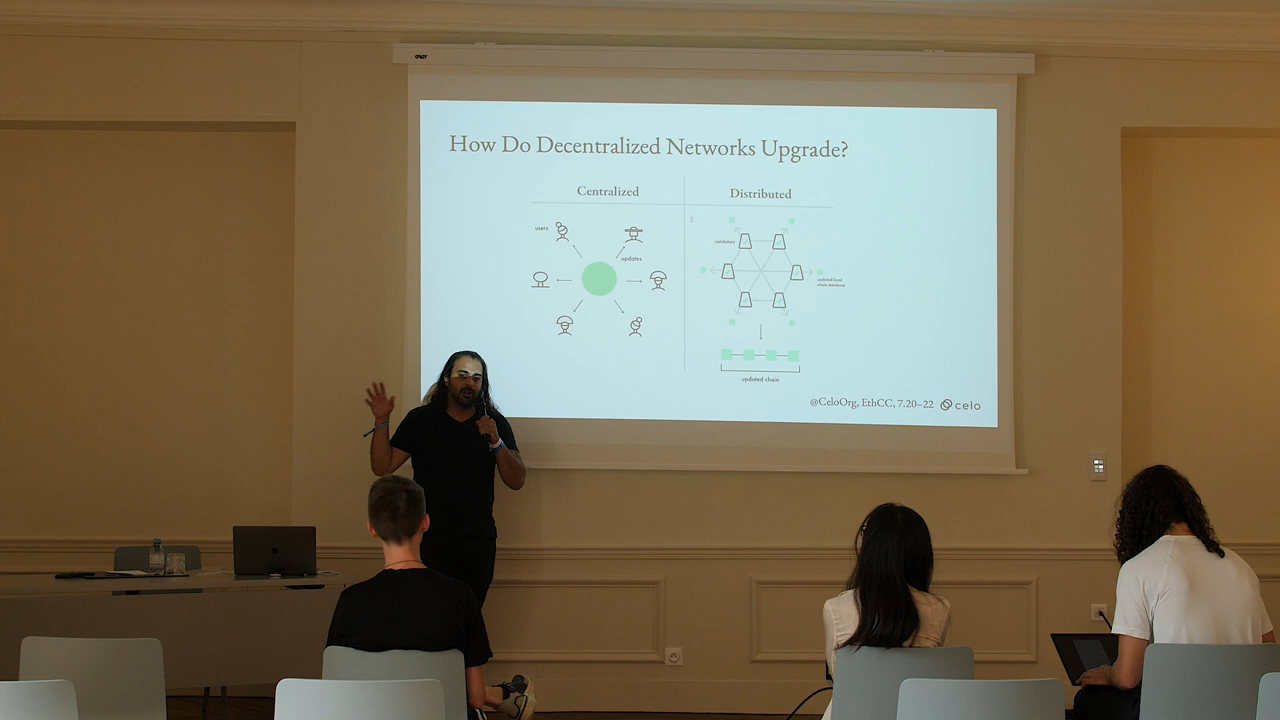 How Do Decentralized Networks Upgrade?
Centralized
Distributed
users
updates
validators
updated local
chain database
updated chain
@CeloOrg, EthCC, 7.20–22
celo